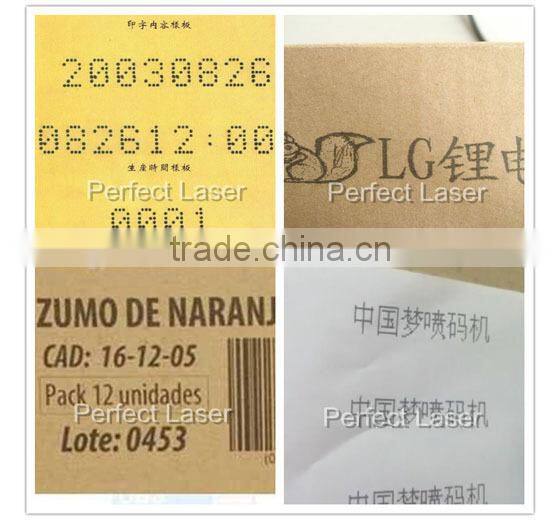 印字内容樣板
20030826
082612:00
生産時間樣板
Perfect Laser
0001
LG锂电
Perfect Laser
trade.china.cn
ZUMO DE NARANJ
CAD: 16-12-05
Pack 12 unidades
Perfect Laser
Lote: 0453
中国梦喷码机
中国梦喷码机
Perfect Laser
中国梦喷码机